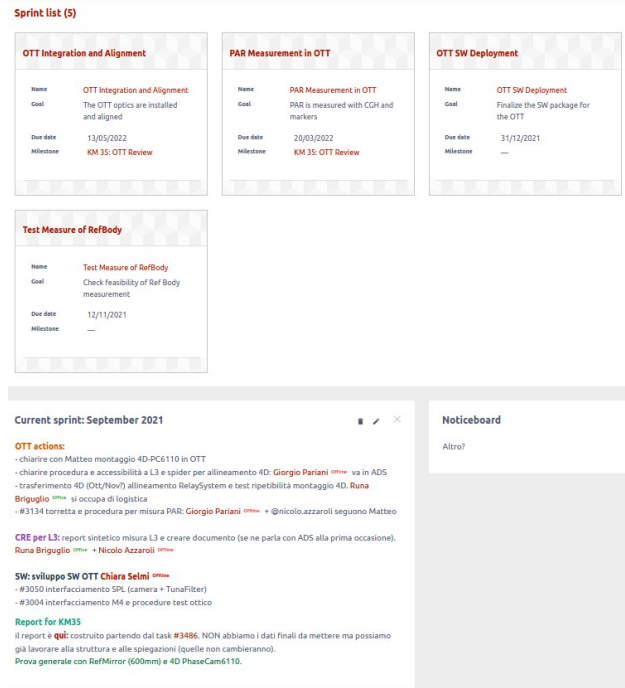 Sprint list (5)
OTT Integration and Alignment
Name OTT Integration and Alignment
Goal The OTT optics are installed
and aligned
Due date 13/05/2022
Milestone KM 35: OTT Review
PAR Measurement in OTT
Name PAR Measurement in OTT
Goal PAR is measured with CGH and
markers
Due date 20/03/2022
Milestone KM 35: OTT Review
OTT SW Deployment
Name OTT SW Deployment
Goal Finalize the SW package for
the OTT
Due date 31/12/2021
Milestone —
Test Measure of RefBody
Name Test Measure of RefBody
Goal Check feasibility of Ref Body
measurement
Due date 12/11/2021
Milestone —
Current sprint: September 2021
OTT actions:
- chiarire con Matteo montaggio 4D-PC6110 in OTT
- chiarire procedura e accessibilità a L3 e spider per allineamento 4D: Giorgio Pariani Offline va in ADS
- trasferimento 4D (Ott/Nov?) allineamento RelaySystem e test ripetibilità montaggio 4D. Runa
Briguglio Office si occupa di logistica
- #3134 torretta e procedura per misura PAR: Giorgio Pariani Offline + @nicolo.azzaroli seguono Matteo
CRE per L3: report sintetico misura L3 e creare documento (se ne parla con ADS alla prima occasione).
Runa Briguglio Office + Nicolo Azzaroli Offline
SW: sviluppo SW OTT Chiara Selmi Offline
- #3050 interfacciamento SPL (camera + TunaFilter)
- #3004 interfacciamento M4 e procedure test ottico
Report for KM35
il report è qui: costruito partendo dal task #3486. NON abbiamo i dati finali da mettere ma possiamo
già lavorare alla struttura e alle spiegazioni (quelle non cambieranno).
Prova generale con RefMirror (600mm) e 4D PhaseCam6110.
Noticeboard
Altro?